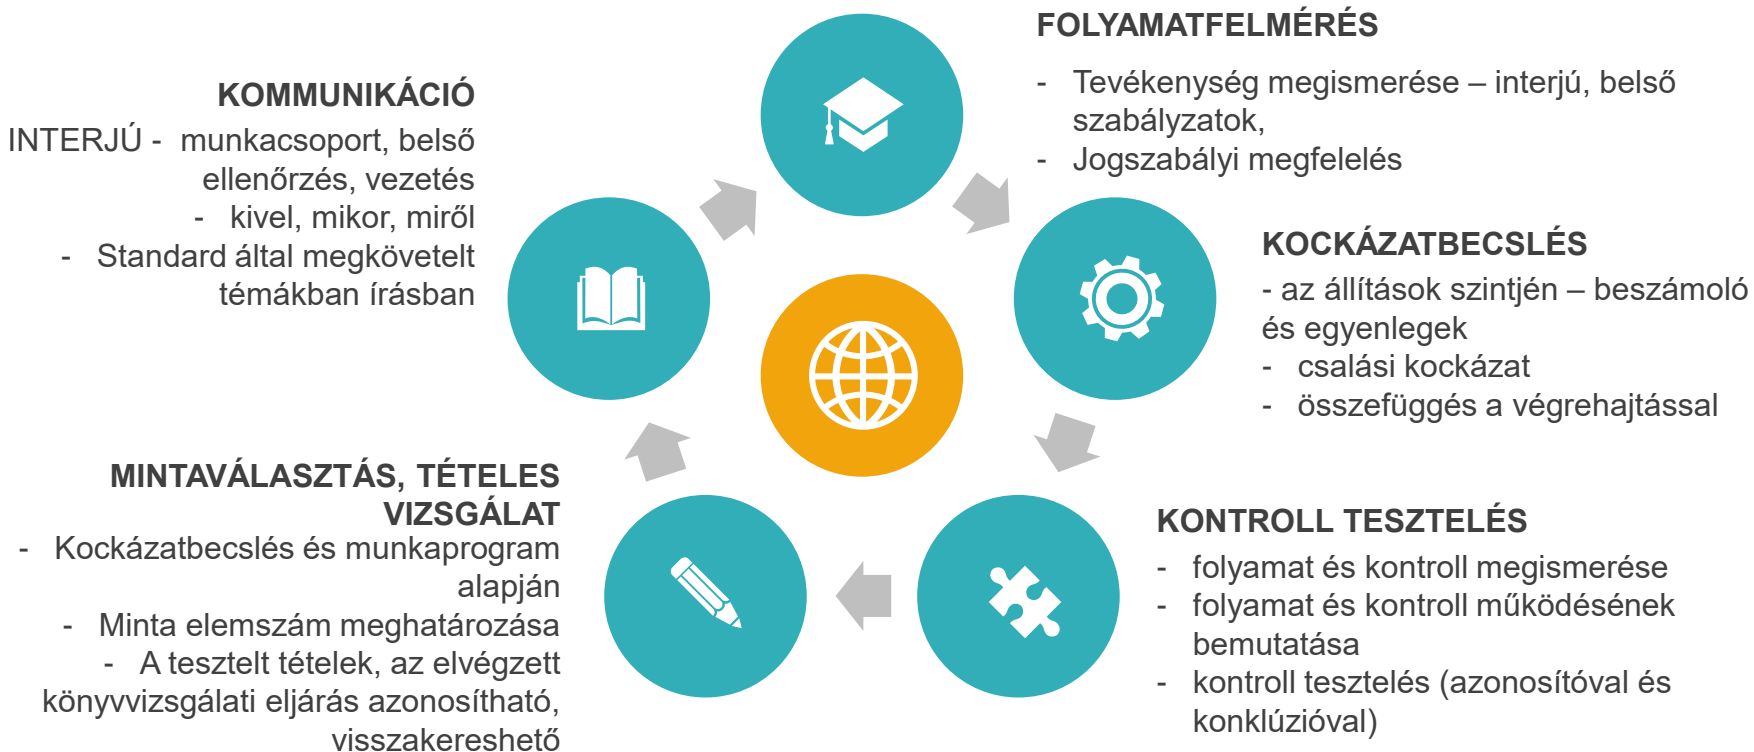 FOLYAMATFELMÉRÉS
- Tevékenység megismerése – interjú, belső
szabályzatok,
- Jogszabályi megfelelés
KOCKÁZATBECSLÉS
- az állítások szintjén – beszámoló
és egyenlegek
- csalási kockázat
- összefüggés a végrehajtással
KONTROLL TESZTELÉS
- folyamat és kontroll megismerése
- folyamat és kontroll működésének
bemutatása
- kontroll tesztelés (azonosítóval és
konklúzióval)
MINTAVÁLASZTÁS, TÉTELES
VIZSGÁLAT
- Kockázatbecslés és munkaprogram
alapján
- Minta elemszám meghatározása
- A tesztelt tételek, az elvégzett
könyvvizsgálati eljárás azonosítható,
visszakereshető
KOMMUNIKÁCIÓ
INTERJÚ - munkacsoport, belső
ellenőrzés, vezetés
- kivel, mikor, miről
- Standard által megkövetelt
témákban írásban